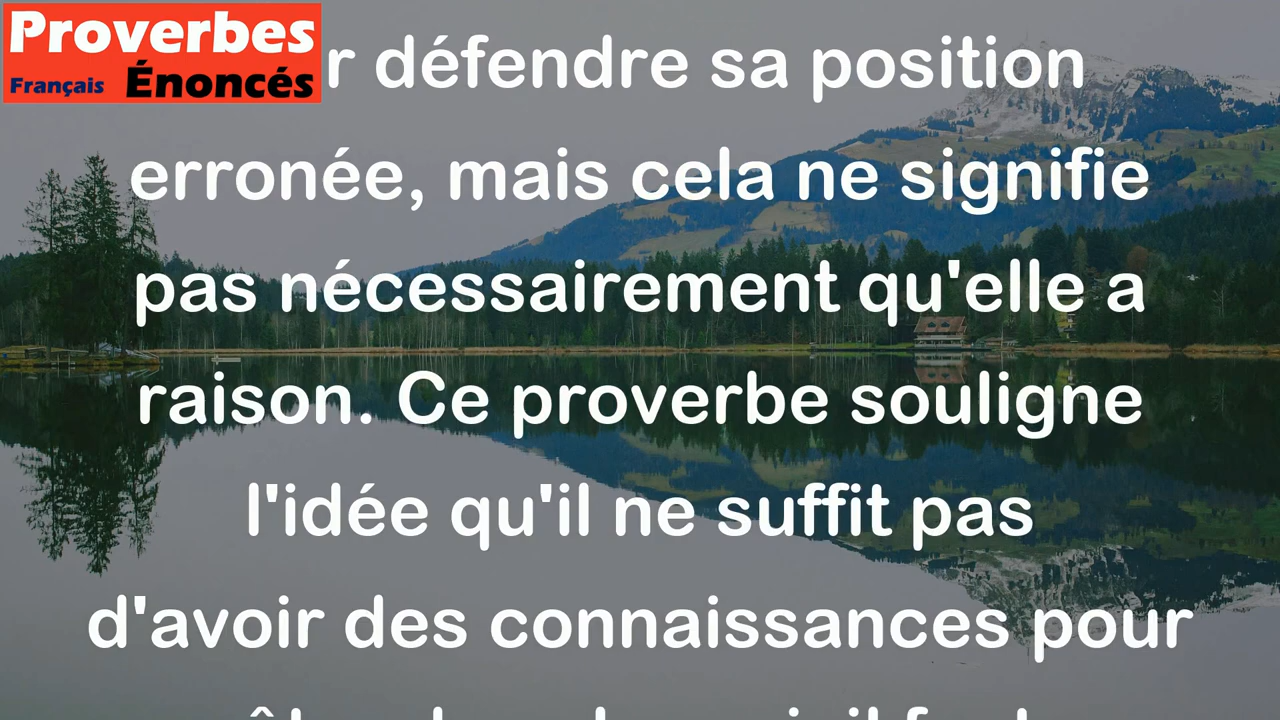 Proverbes
Français Énoncés
r défendre sa position
erronée, mais cela ne signifie
pas nécessairement qu'elle a
raison. Ce proverbe souligne
l'idée qu'il ne suffit pas
d'avoir des connaissances pour